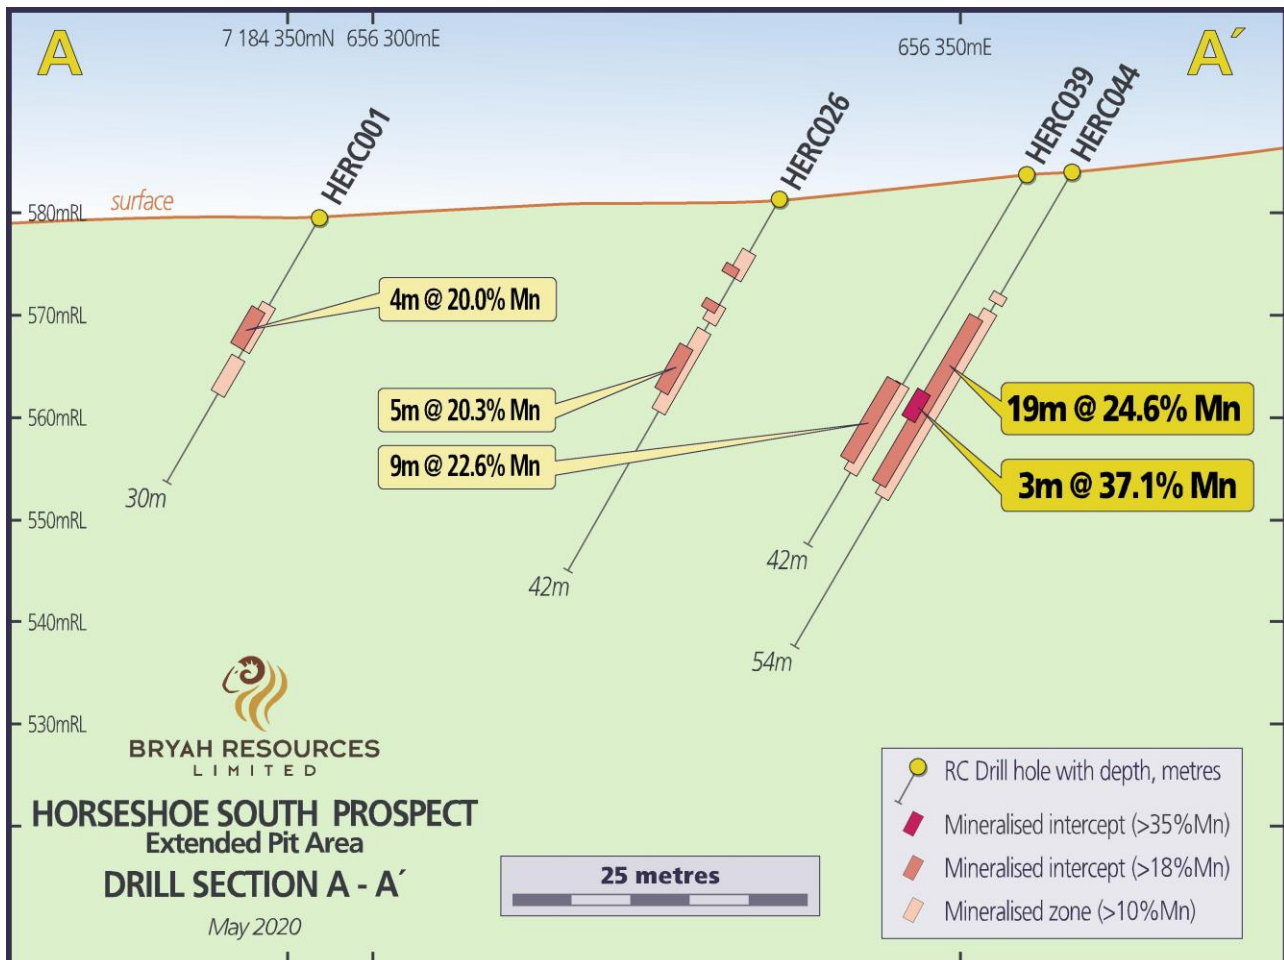 A
7 184 350mN
656 300mE
656 350mE
A´
HERC001
HERC026
HERC039
HERC044
surface
580mRL
570mRL
560mRL
550mRL
540mRL
530mRL
4m @ 20.0% Mn
5m @ 20.3% Mn
9m @ 22.6% Mn
19m @ 24.6% Mn
3m @ 37.1% Mn
30m
42m
42m
54m
BRYAH RESOURCES
LIMITED
HORSESHOE SOUTH PROSPECT
Extended Pit Area
DRILL SECTION A - A´
May 2020
25 metres
RC Drill hole with depth, metres
Mineralised intercept (>35%Mn)
Mineralised intercept (>18%Mn)
Mineralised zone (>10%Mn)